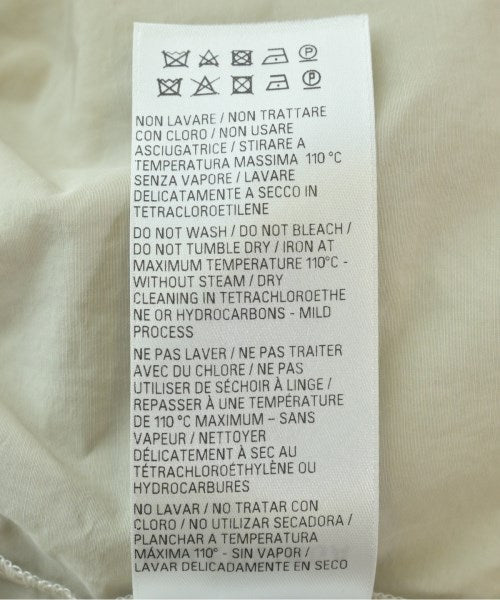 NON LAVARE / NON TRATTARE
CON CLORO / NON USARE
ASCIUGATRICE / STIRARE A
TEMPERATURA MASSIMA 110 °C
SENZA VAPORE / LAVARE
DELICATAMENTE A SECCO IN
TETRACLOROETILENE
DO NOT WASH / DO NOT BLEACH /
DO NOT TUMBLE DRY / IRON AT
MAXIMUM TEMPERATURE 110°C -
WITHOUT STEAM / DRY
CLEANING IN TETRACHLOROETHE
NE OR HYDROCARBONS - MILD
PROCESS
NE PAS LAVER / NE PAS TRAITER
AVEC DU CHLORE / NE PAS
UTILISER DE SÉCHOIR À LINGE /
REPASSER À UNE TEMPÉRATURE
DE 110 °C MAXIMUM – SANS
VAPEUR / NETTOYER
DÉLICATEMENT À SEC AU
TÉTRACHLOROÉTHYLÈNE OU
HYDROCARBURES
NO LAVAR / NO TRATAR CON
CLORO / NO UTILIZAR SECADORA /
PLANCHAR A TEMPERATURA
MÁXIMA 110° - SIN VAPOR /
LAVAR DELICADAMENTE EN SECO